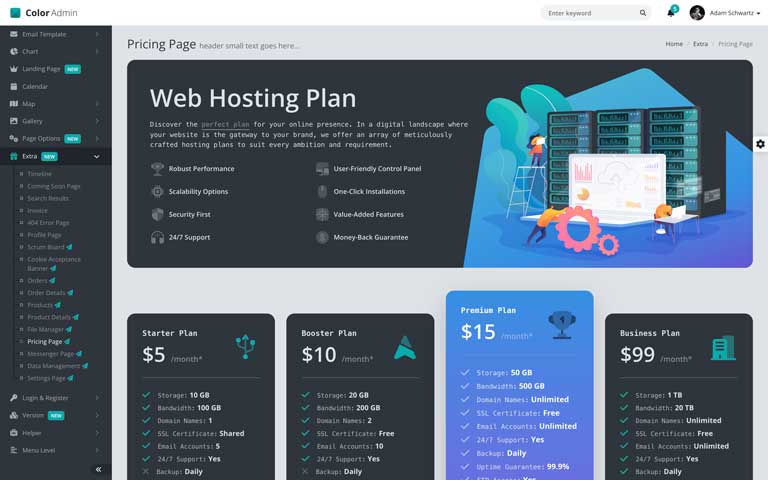 Color Admin
Enter keyword
5
Adam Schwartz
Email Template
Chart
Landing Page NEW
Calendar
Map
Gallery
Page Options NEW
Extra NEW
Timeline
Coming Soon Page
Search Results
Invoice
404 Error Page
Profile Page
Scrum Board
Cookie Acceptance
Banner
Orders
Order Details
Products
Product Details
File Manager
Pricing Page
Messenger Page
Data Management
Settings Page
Login & Register
Version NEW
Helper
Menu Level
Pricing Page header small text goes here...
Home / Extra / Pricing Page
Web Hosting Plan
Discover the perfect plan for your online presence. In a digital landscape where
your website is the gateway to your brand, we offer an array of meticulously
crafted hosting plans to suit every ambition and requirement.
Robust Performance
User-Friendly Control Panel
Scalability Options
One-Click Installations
Security First
Value-Added Features
24/7 Support
Money-Back Guarantee
Starter Plan
$5 /month*
Storage: 10 GB
Bandwidth: 100 GB
Domain Names: 1
SSL Certificate: Shared
Email Accounts: 5
24/7 Support: Yes
Backup: Daily
Booster Plan
$10 /month*
Storage: 20 GB
Bandwidth: 200 GB
Domain Names: 2
SSL Certificate: Free
Email Accounts: 10
24/7 Support: Yes
Backup: Daily
Premium Plan
$15 /month*
1
Storage: 50 GB
Bandwidth: 500 GB
Domain Names: Unlimited
SSL Certificate: Free
Email Accounts: Unlimited
24/7 Support: Yes
Backup: Daily
Uptime Guarantee: 99.9%
Business Plan
$99 /month*
Storage: 1 TB
Bandwidth: 20 TB
Domain Names: Unlimited
SSL Certificate: Free
Email Accounts: Unlimited
24/7 Support: Yes
Backup: Daily